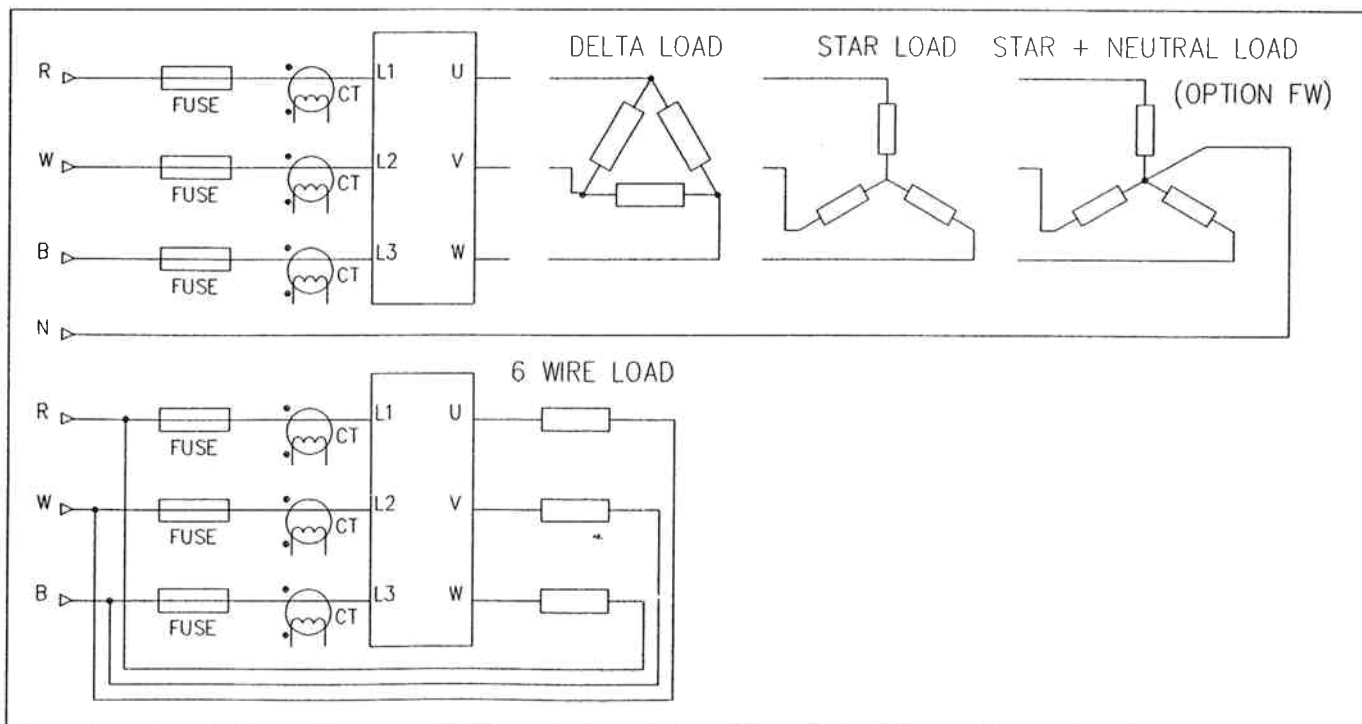 DELTA LOAD STAR LOAD STAR + NEUTRAL LOAD
(OPTION FW)
R FUSE CT L1 U
W FUSE CT L2 V
B FUSE CT L3 W
N
6 WIRE LOAD
R FUSE CT L1 U
W FUSE CT L2 V
B FUSE CT L3 W